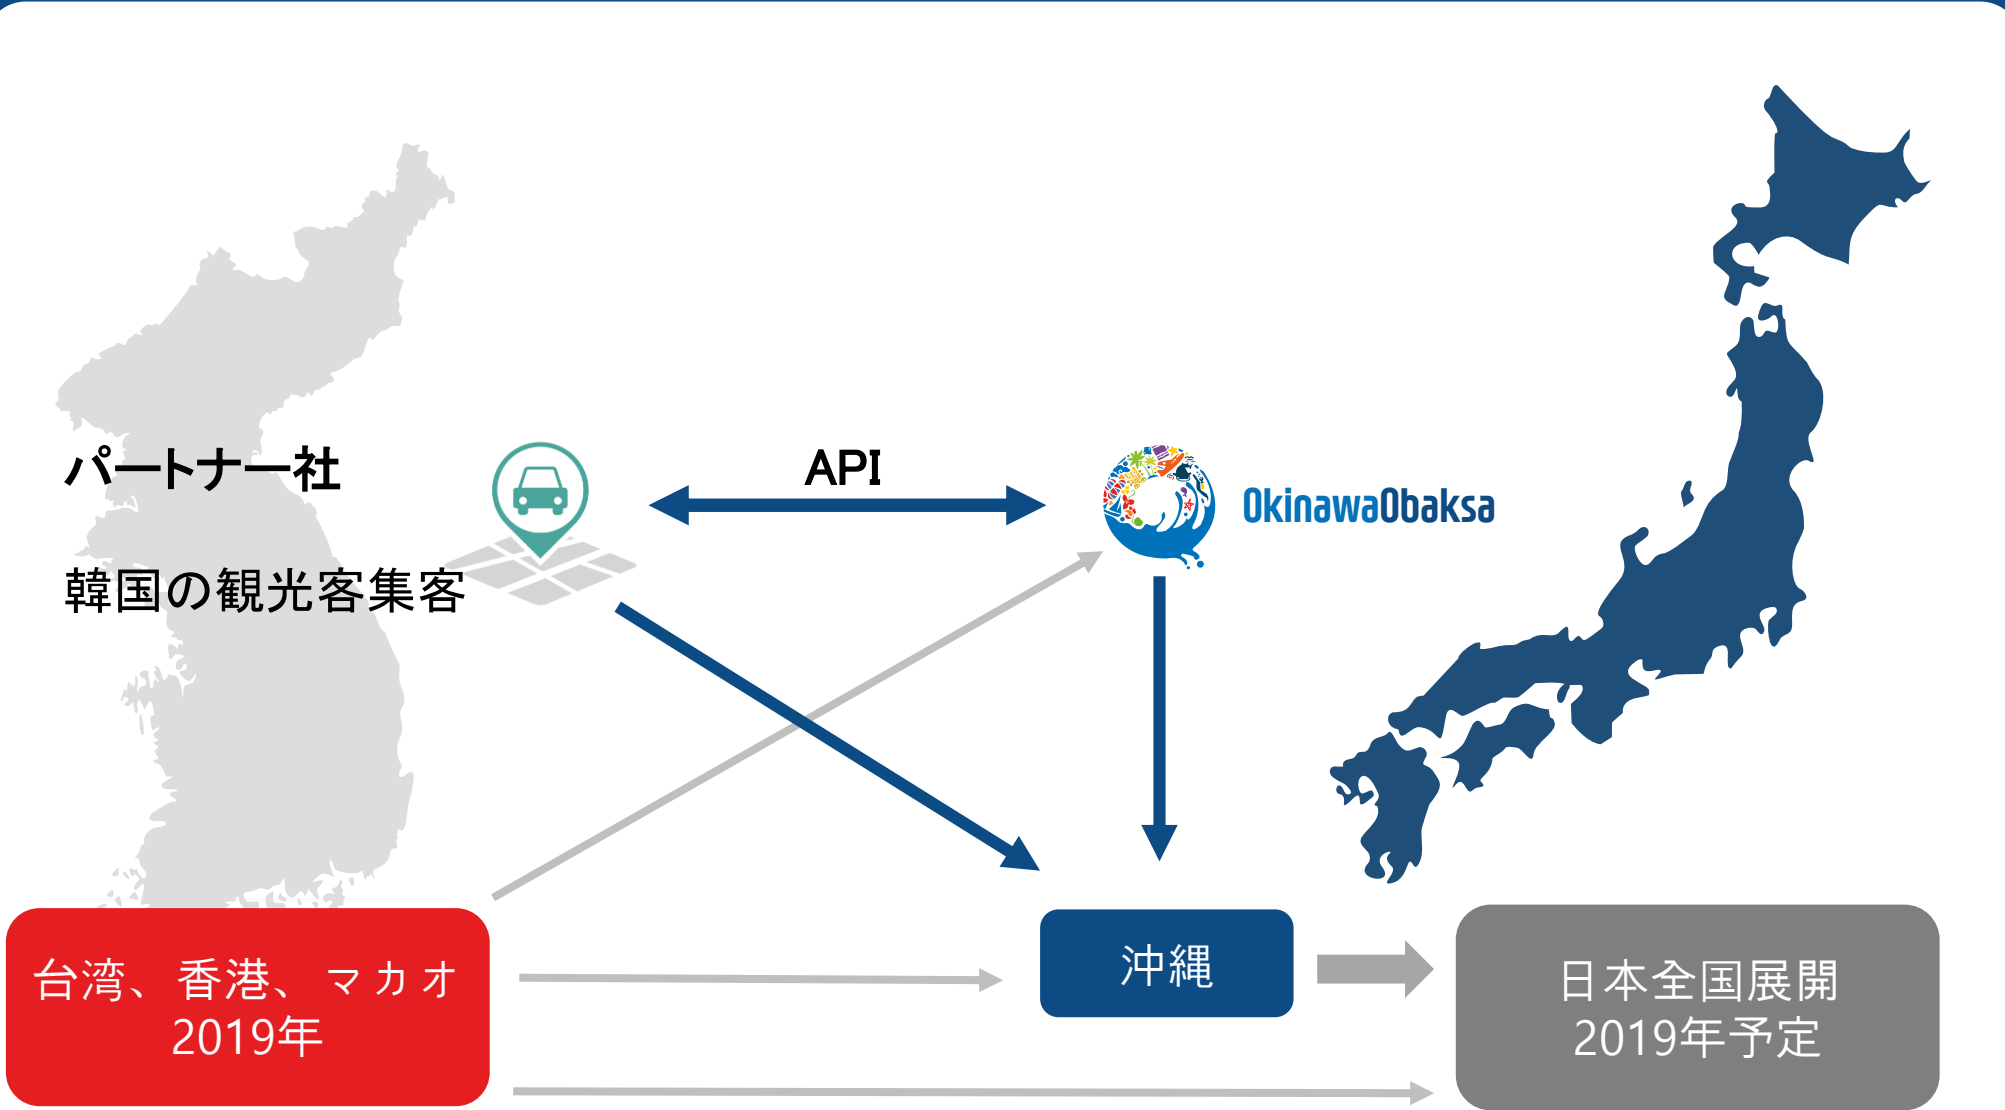 パートナー社
API
OkinawaObaksa
韓国の観光客集客
台湾、香港、マカオ
2019年
沖縄
日本全国展開
2019年予定